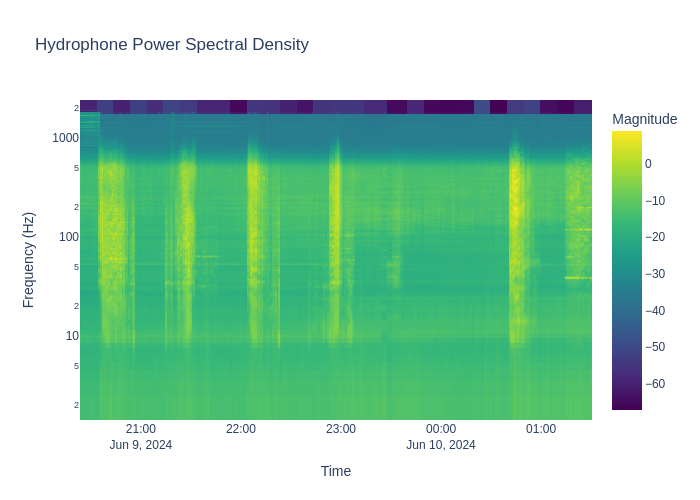 Hydrophone Power Spectral Density
Magnitude
2
1000
5
2
100
5
2
10
5
2
Frequency (Hz)
0
−10
−20
−30
−40
−50
−60
21:00 22:00 23:00 00:00 01:00
Jun 9, 2024 Jun 10, 2024
Time